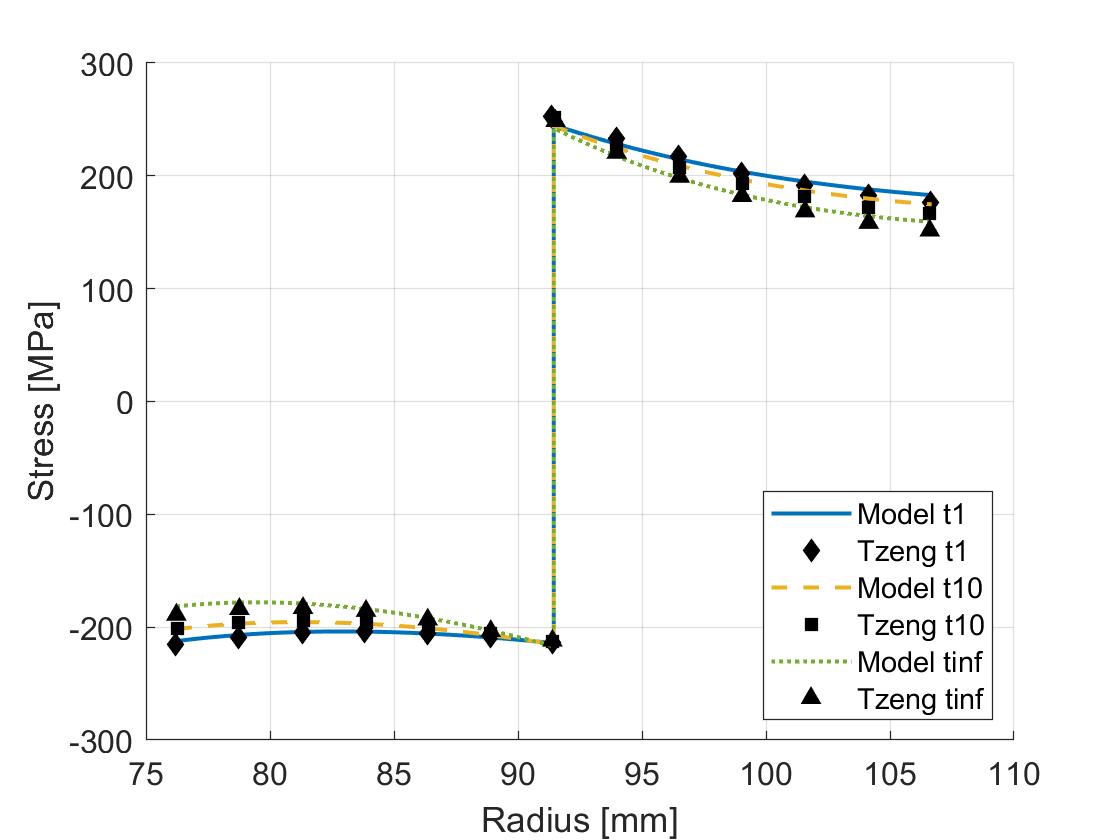 300
200
100
0
-100
-200
-300
75
80
85
90
95
100
105
110
Stress [MPa]
Radius [mm]
Model t1
Tzeng t1
Model t10
Tzeng t10
Model tinf
Tzeng tinf